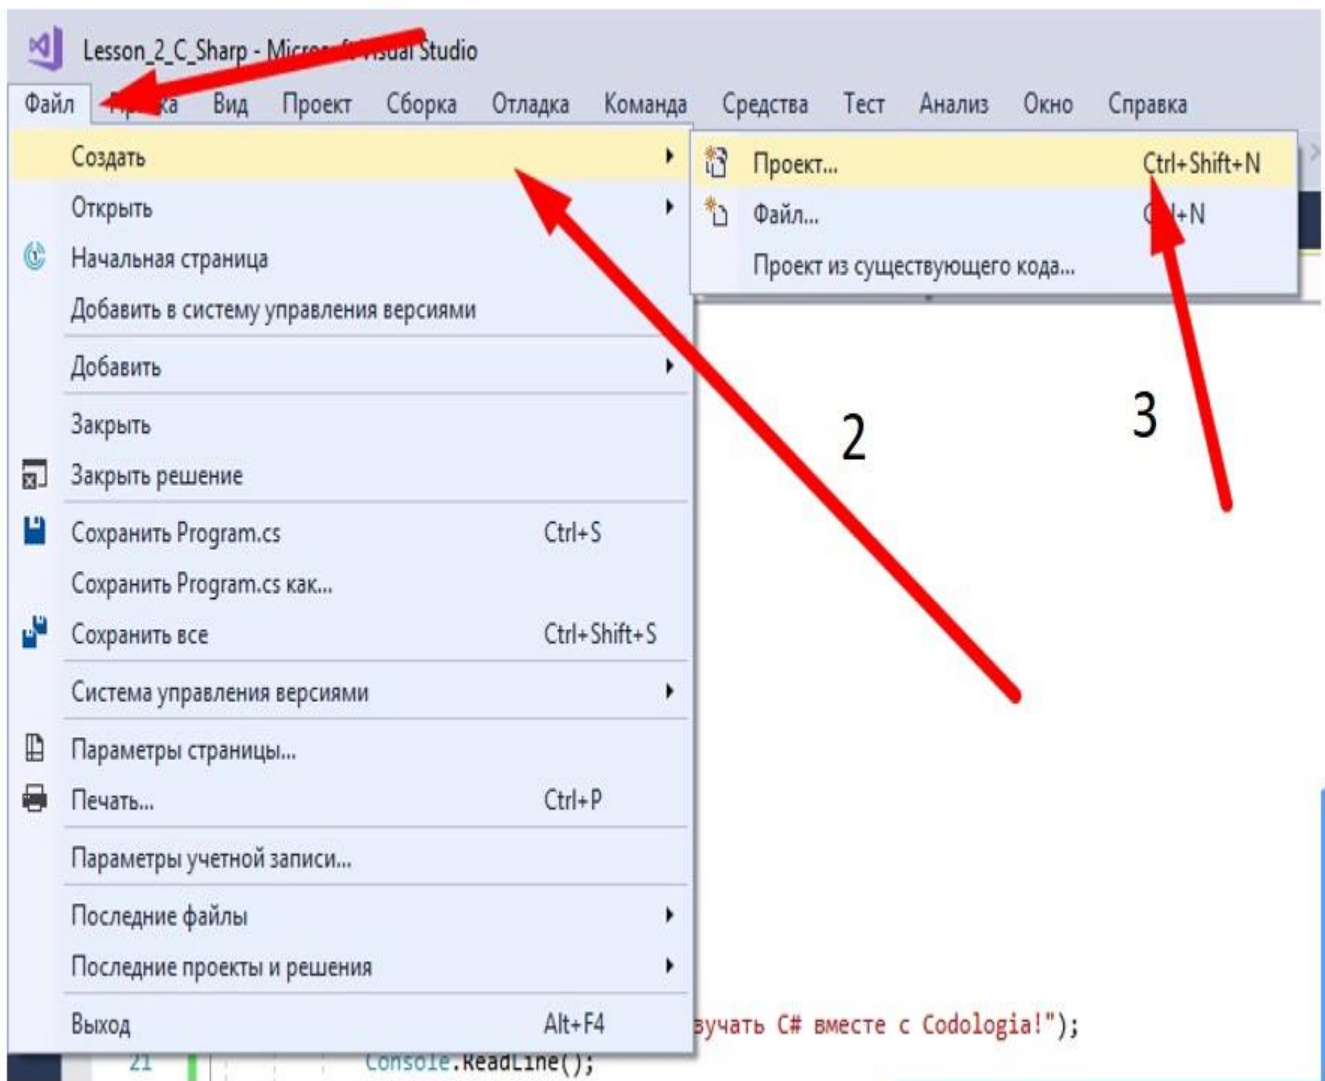 Lesson_2_C_Sharp - Microsoft Visual Studio
Файл Правка Вид Проект Сборка Отладка Команда Средства Тест Анализ Окно Справка
Создать
Открыть
Начальная страница
Добавить в систему управления версиями
Добавить
Закрыть
Закрыть решение
Сохранить Program.cs Ctrl+S
Сохранить Program.cs как...
Сохранить все Ctrl+Shift+S
Система управления версиями
Параметры страницы...
Печать... Ctrl+P
Параметры учетной записи...
Последние файлы
Последние проекты и решения
Выход Alt+F4
Проект... Ctrl+Shift+N
Файл... Ctrl+N
Проект из существующего кода...
2
3
вместе с Codologia!");
21 Console.ReadLine();